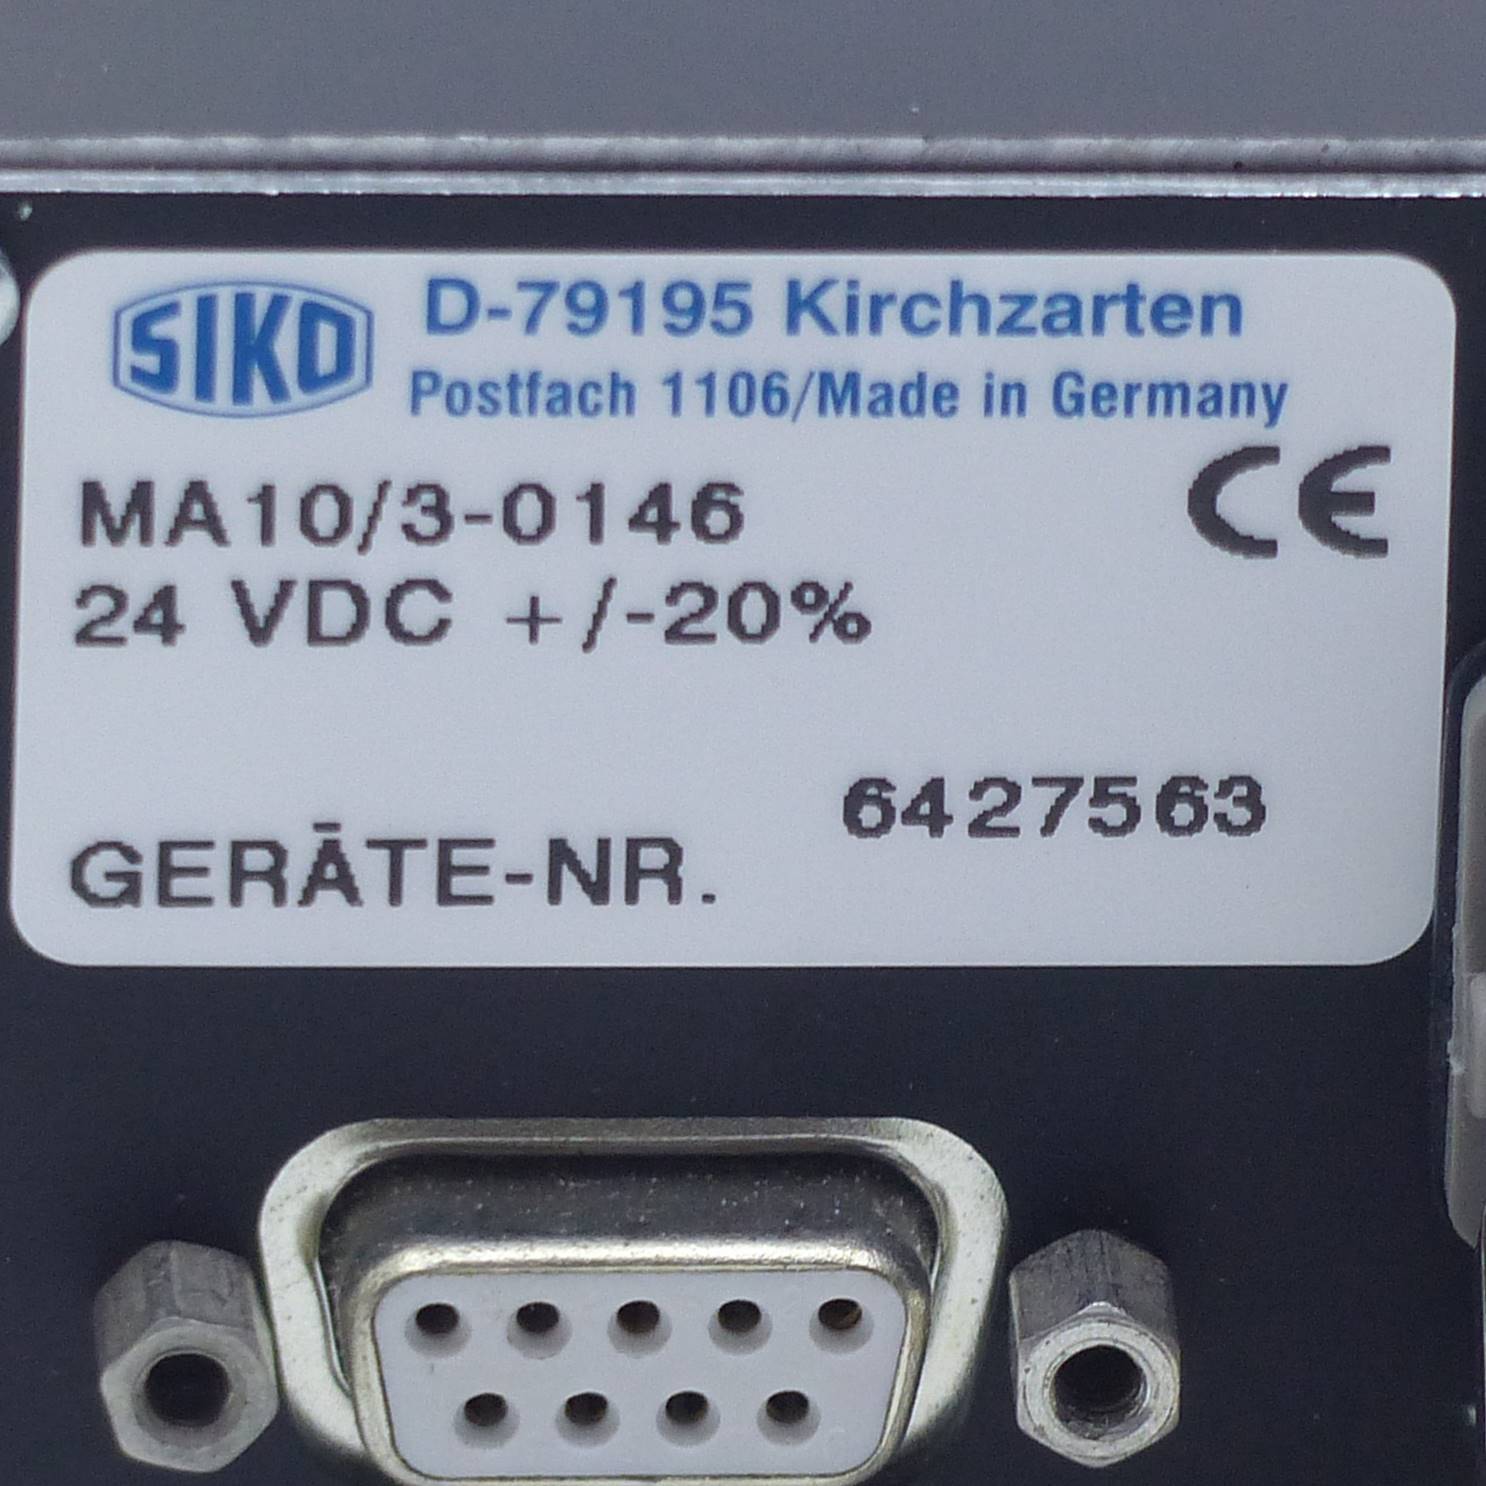 SIKO D-79195 Kirchzarten
Postfach 1106/Made in Germany
CE
MA10/3-0146
24 VDC +/-20%
6427563
GERÄTE-NR.